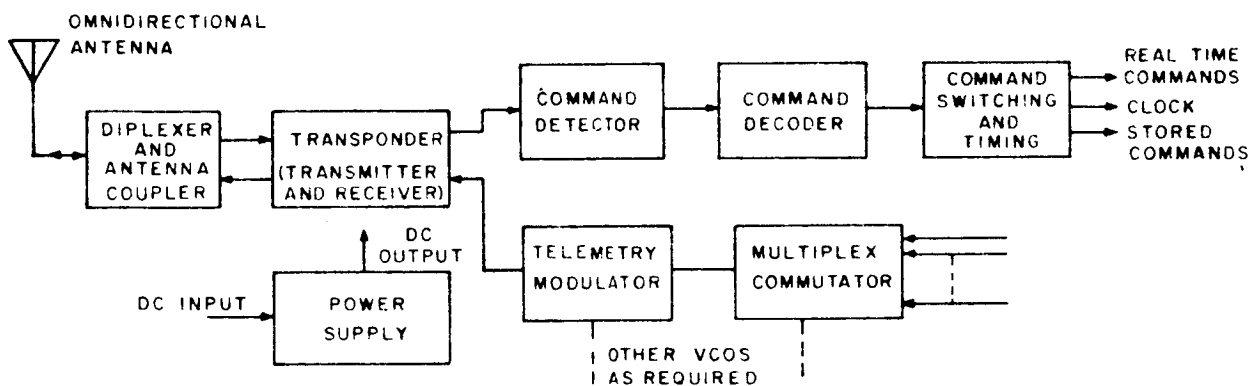 OMNIDIRECTIONAL
ANTENNA
DIPLEXER
AND
ANTENNA
COUPLER
TRANSPONDER
(TRANSMITTER
AND RECEIVER)
COMMAND
DETECTOR
COMMAND
DECODER
COMMAND
SWITCHING
AND
TIMING
REAL TIME
COMMANDS
CLOCK
STORED
COMMANDS
DC
OUTPUT
DC INPUT
POWER
SUPPLY
TELEMETRY
MODULATOR
MULTIPLEX
COMMUTATOR
OTHER VCOS
AS REQUIRED